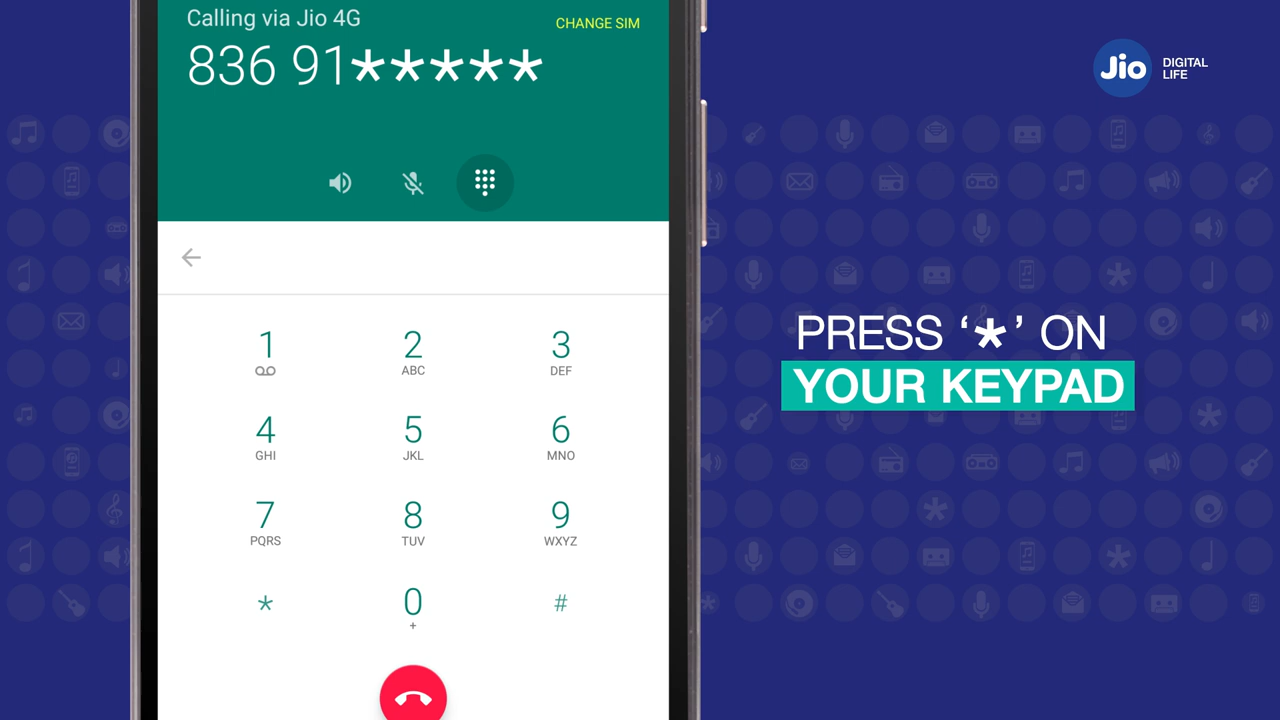 Calling via Jio 4G
CHANGE SIM
836 91*****
1
2 ABC
3 DEF
4 GHI
5 JKL
6 MNO
7 PQRS
8 TUV
9 WXYZ
*
0 +
#
Jio DIGITAL
LIFE
PRESS ‘*’ ON
YOUR KEYPAD